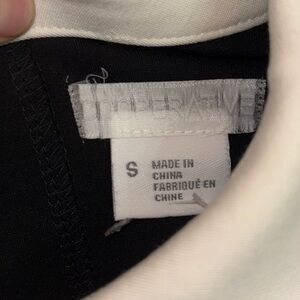 COOPERATIVE
S
MADE IN
CHINA
FABRIQUÉ EN
CHINE